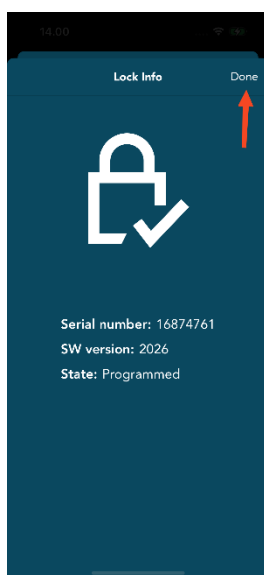 14.00
Lock Info
Done
Serial number: 16874761
SW version: 2026
State: Programmed